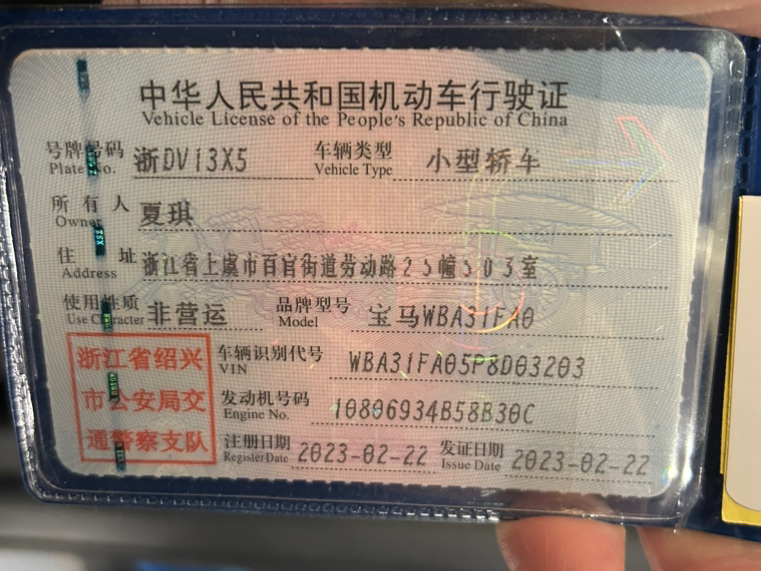 中华人民共和国机动车行驶证
Vehicle License of the People's Republic of China
号牌号码 浙DV13X5 车辆类型 小型轿车
Plate No. Vehicle Type
所有人 夏琪
Owner
住址 浙江省上虞市百官街道劳动路25幢503室
Address
使用性质 非营运 品牌型号 宝马WBA31FA0
Use Character Model
浙江省绍兴
市公安局交
通警察支队
车辆识别代号 WBA31FA05P8D03203
VIN
发动机号码 10806934B58B30C
Engine No.
注册日期 2023-02-22 发证日期 2023-02-22
Register Date Issue Date